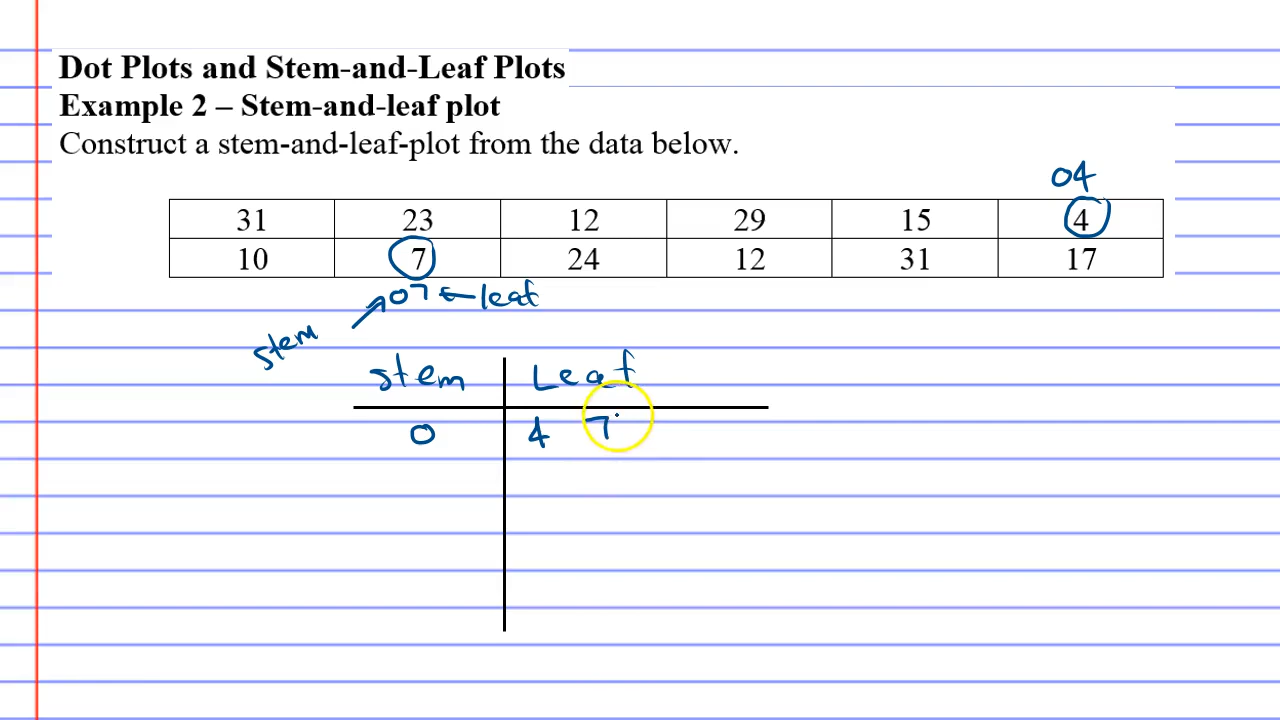 Dot Plots and Stem-and-Leaf Plots
Example 2 – Stem-and-leaf plot
Construct a stem-and-leaf-plot from the data below.
04
31 23 12 29 15 4
10 7 24 12 31 17
07 ← leaf
stem
stem Leaf
0 4 7